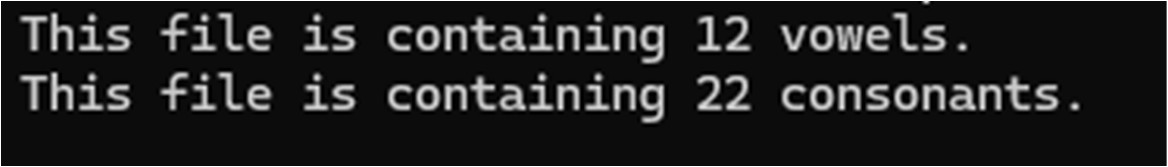 This file is containing 12 vowels.
This file is containing 22 consonants.